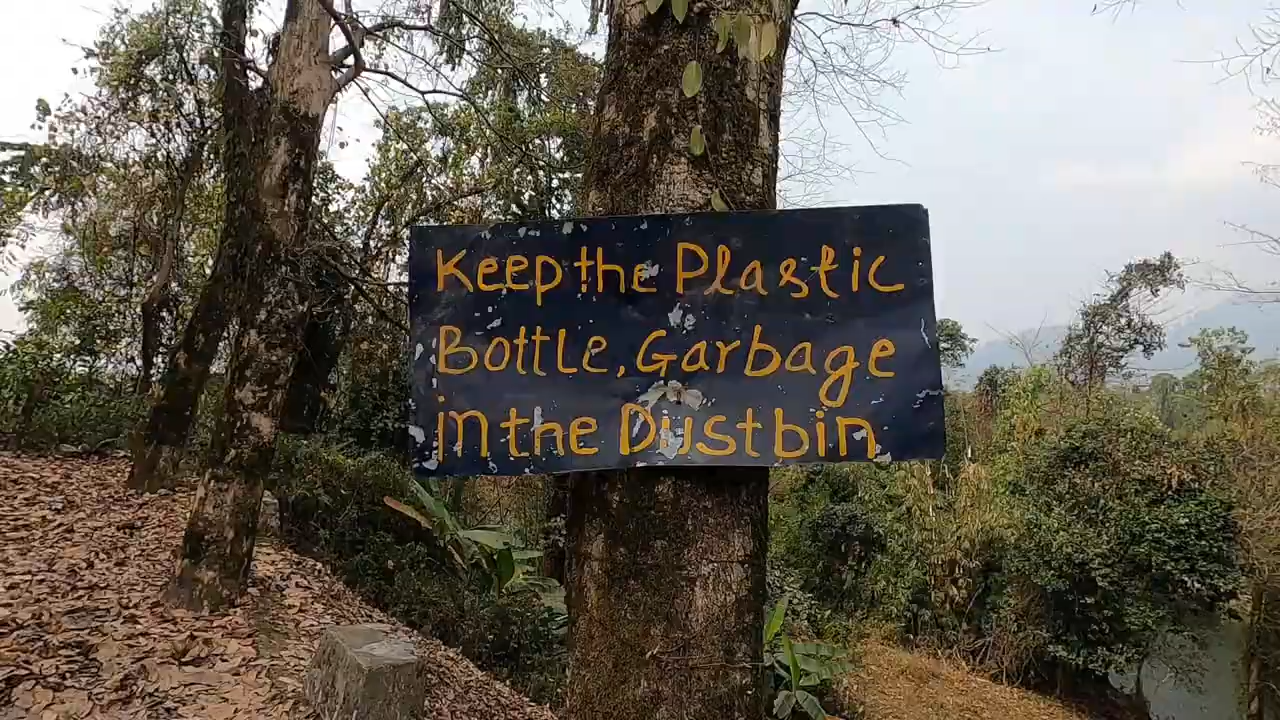 Keep the Plastic
Bottle, Garbage
in the Dustbin